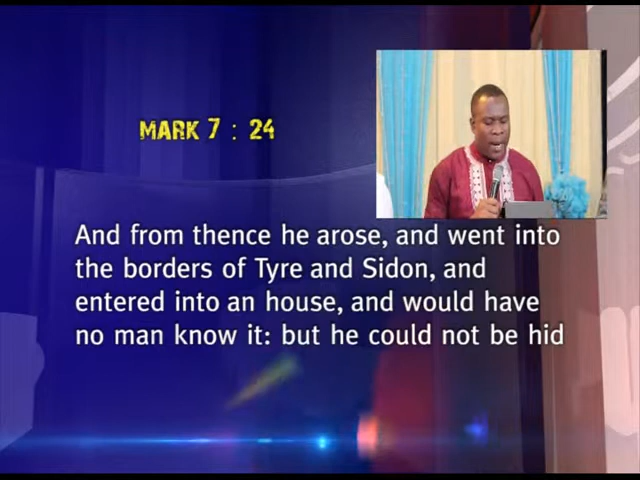 MARK 7 : 24
And from thence he arose, and went into
the borders of Tyre and Sidon, and
entered into an house, and would have
no man know it: but he could not be hid